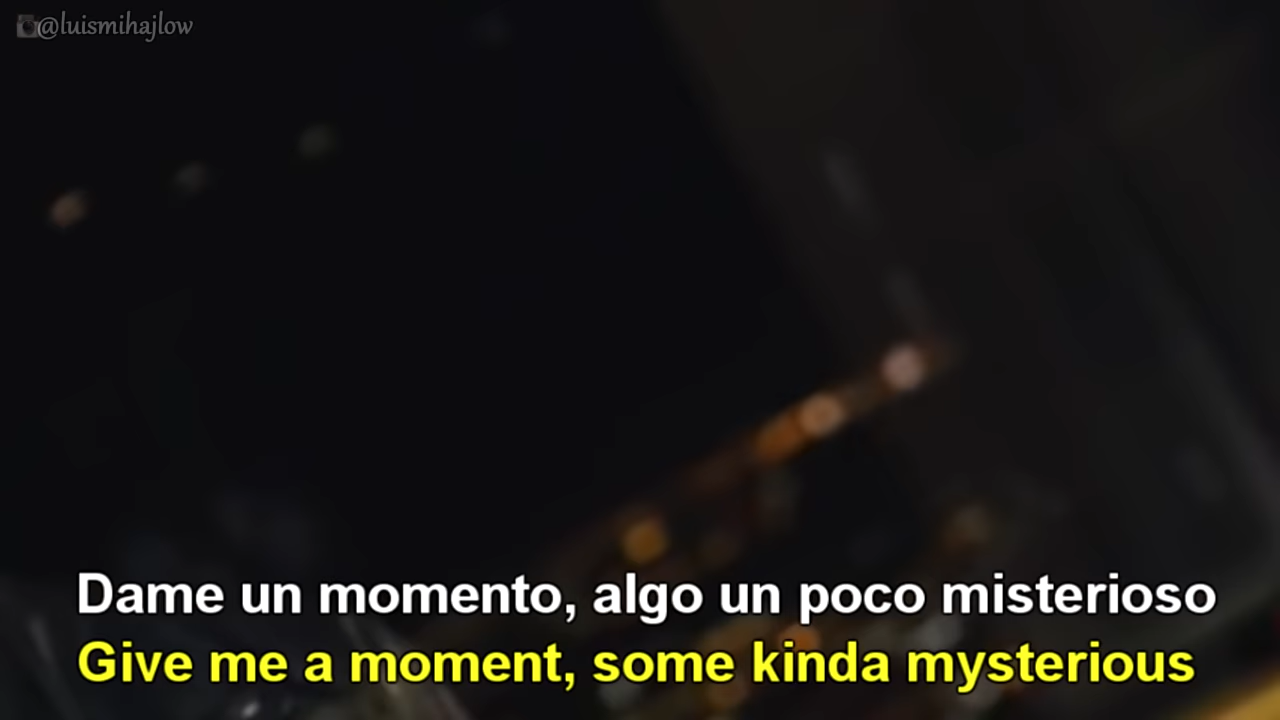 @luismihajlow
Dame un momento, algo un poco misterioso
Give me a moment, some kinda mysterious